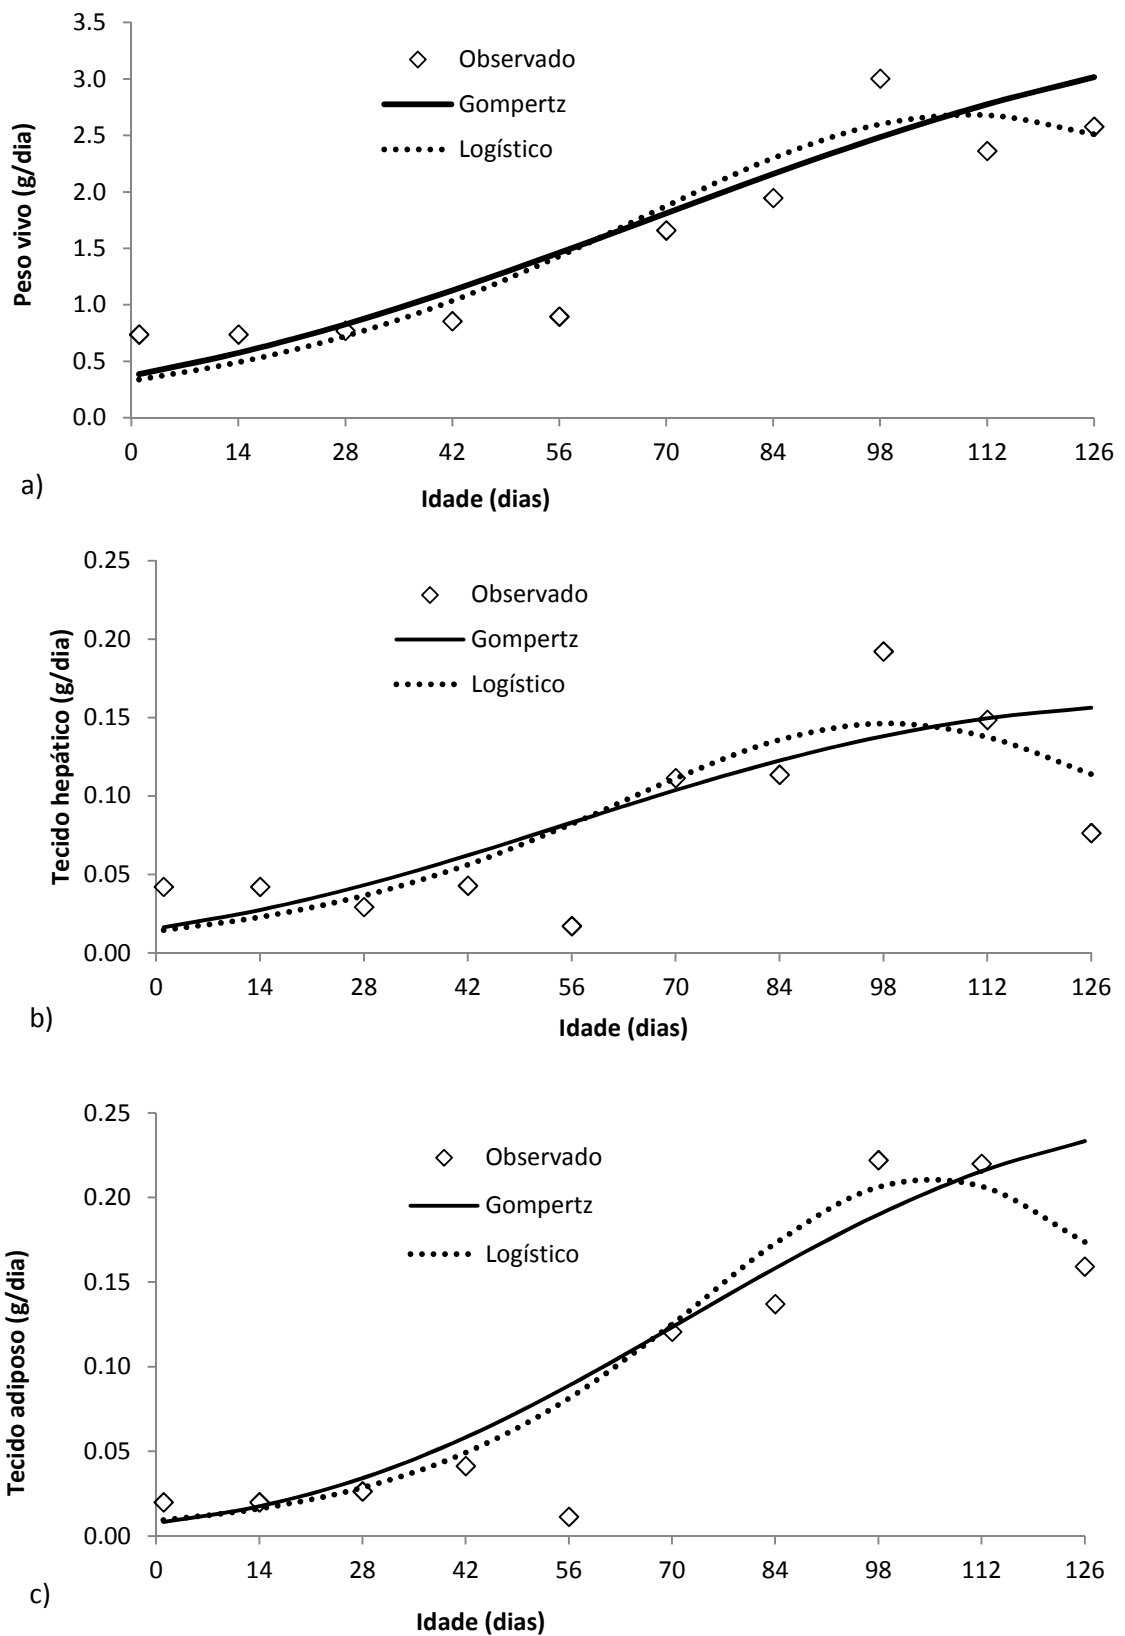 3.5
3.0
2.5
2.0
1.5
1.0
0.5
0.0
Peso vivo (g/dia)
Observado
Gompertz
Logístico
0 14 28 42 56 70 84 98 112 126
a)
Idade (dias)
0.25
0.20
0.15
0.10
0.05
0.00
Tecido hepático (g/dia)
Observado
Gompertz
Logístico
0 14 28 42 56 70 84 98 112 126
b)
Idade (dias)
0.25
0.20
0.15
0.10
0.05
0.00
Tecido adiposo (g/dia)
Observado
Gompertz
Logístico
0 14 28 42 56 70 84 98 112 126
c)
Idade (dias)